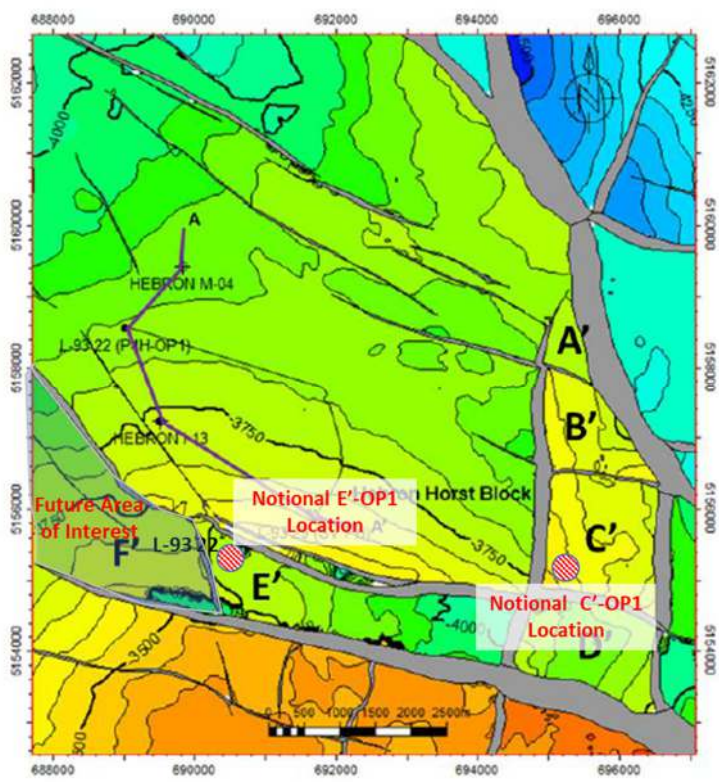 688000 690000 692000 694000 696000
5162000 5162000
-4000
N
5160000 5160000
A
HEBRON M-04
L-93 22 (P1H-OP1)
A'
5158000 5158000
-3750
B'
HEBRON I-13
Horst Block
Notional E'-OP1
Location
Future Area
of Interest
5156000 5156000
A'
-3750
C'
F'
L-93 22
E'
Notional C'-OP1
Location
-4000
D'
5154000 5154000
-3500
0 500 1000 1500 2000 2500m
688000 690000 692000 694000 696000